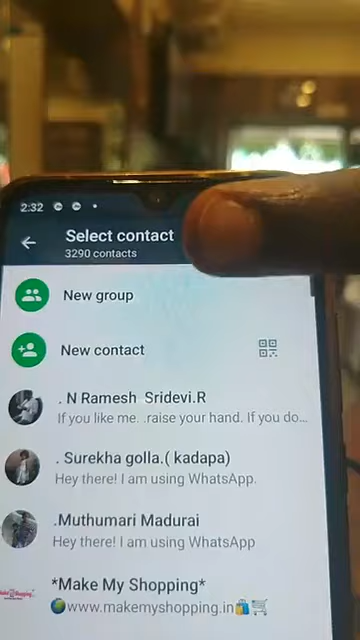 2:32
Select contact
3290 contacts
New group
New contact
. N Ramesh Sridevi.R
If you like me. .raise your hand. If you do...
. Surekha golla.( kadapa)
Hey there! I am using WhatsApp.
.Muthumari Madurai
Hey there! I am using WhatsApp
*Make My Shopping*
🌍www.makemyshopping.in🛍️🛒